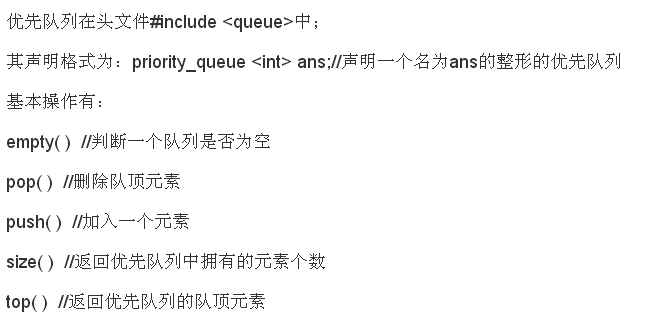 优先队列在头文件#include <queue>中；
其声明格式为：priority_queue <int> ans;//声明一个名为ans的整形的优先队列
基本操作有：
empty( )  //判断一个队列是否为空
pop( )  //删除队顶元素
push( )  //加入一个元素
size( )  //返回优先队列中拥有的元素个数
top( )  //返回优先队列的队顶元素